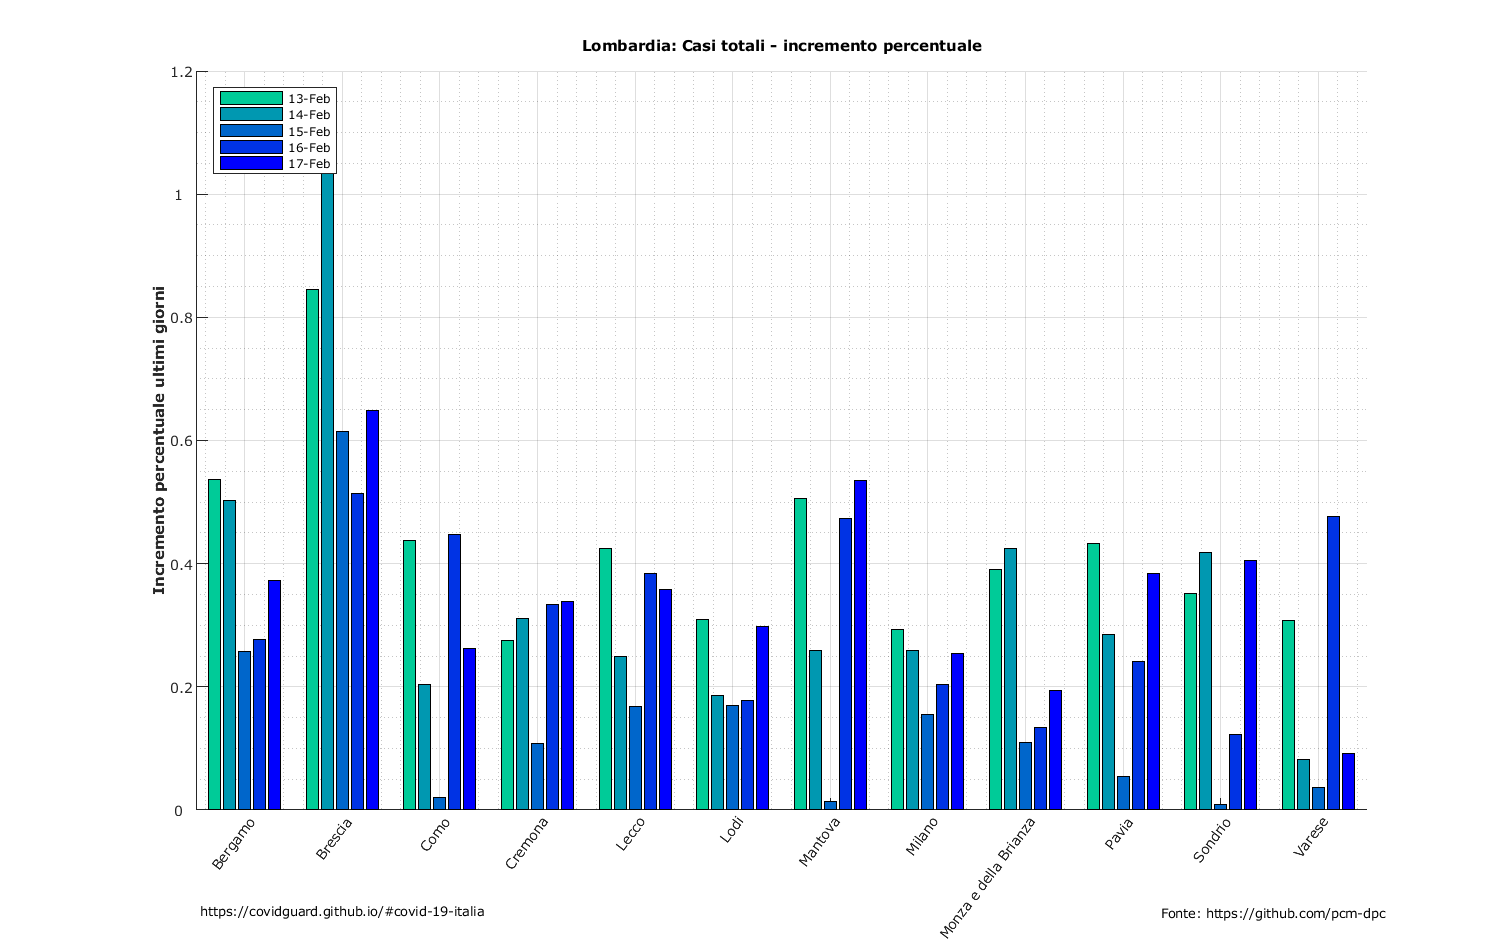 Lombardia: Casi totali - incremento percentuale
1.2
1
0.8
0.6
0.4
0.2
0
Incremento percentuale ultimi giorni
13-Feb
14-Feb
15-Feb
16-Feb
17-Feb
Bergamo
Brescia
Como
Cremona
Lecco
Lodi
Mantova
Milano
Monza e della Brianza
Pavia
Sondrio
Varese
https://covidguard.github.io/#covid-19-italia
Fonte: https://github.com/pcm-dpc